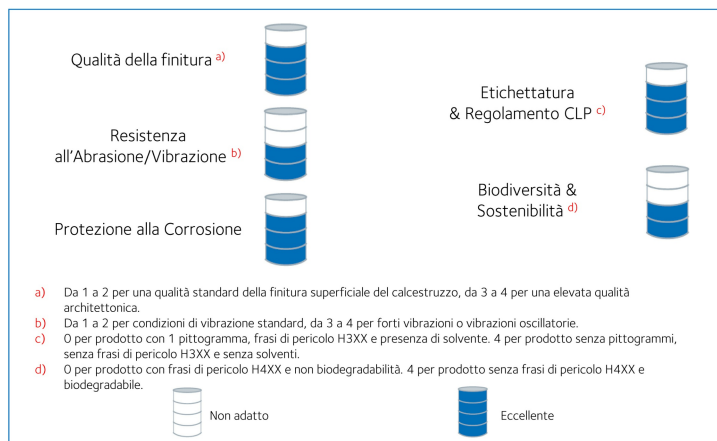 Qualità della finitura a)
Resistenza
all'Abrasione/Vibrazione b)
Protezione alla Corrosione
Etichettatura
& Regolamento CLP c)
Biodiversità &
Sostenibilità d)
a) Da 1 a 2 per una qualità standard della finitura superficiale del calcestruzzo, da 3 a 4 per una elevata qualità
architettonica.
b) Da 1 a 2 per condizioni di vibrazione standard, da 3 a 4 per forti vibrazioni o vibrazioni oscillatorie.
c) 0 per prodotto con 1 pittogramma, frasi di pericolo H3XX e presenza di solvente. 4 per prodotto senza pittogrammi,
senza frasi di pericolo H3XX e senza solventi.
d) 0 per prodotto con frasi di pericolo H4XX e non biodegradabilità. 4 per prodotto senza frasi di pericolo H4XX e
biodegradabile.
Non adatto
Eccellente